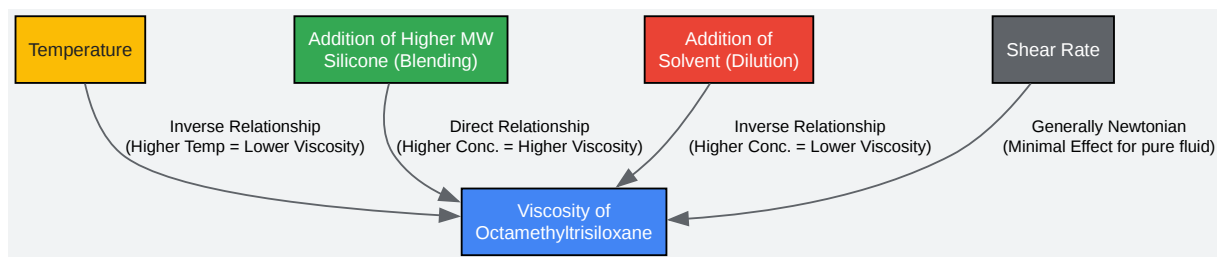 Temperature
Addition of Higher MW
Silicone (Blending)
Addition of
Solvent (Dilution)
Shear Rate
Inverse Relationship
(Higher Temp = Lower Viscosity)
Direct Relationship
(Higher Conc. = Higher Viscosity)
Inverse Relationship
(Higher Conc. = Lower Viscosity)
Generally Newtonian
(Minimal Effect for pure fluid)
Viscosity of
Octamethyltrisiloxane